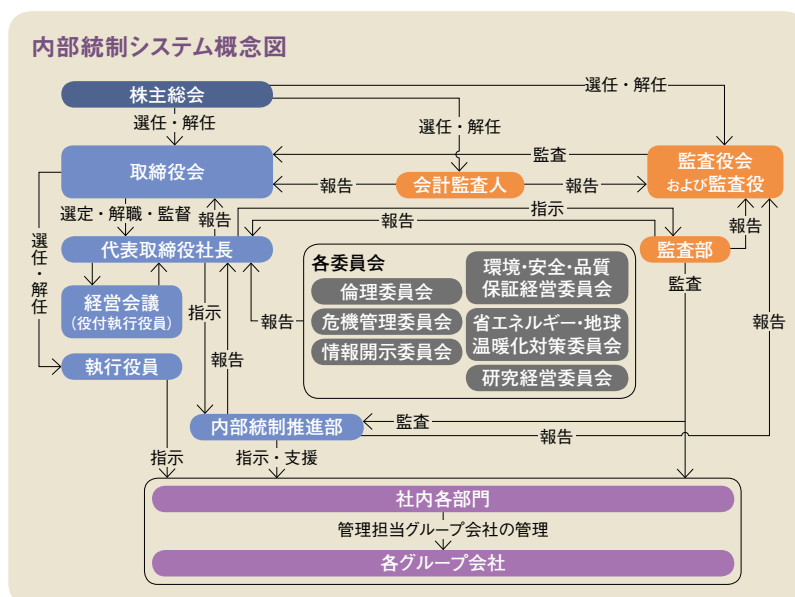 内部統制システム概念図
株主総会
選任・解任
選任・解任
選任・解任
取締役会
監査
監査役会
および監査役
報告
会計監査人
報告
選定・解職・監督
報告
指示
報告
報告
選任・解任
代表取締役社長
監査部
各委員会
倫理委員会
危機管理委員会
情報開示委員会
環境・安全・品質
保証経営委員会
省エネルギー・地球
温暖化対策委員会
研究経営委員会
監査
経営会議
（役付執行役員）
指示
報告
報告
報告
執行役員
内部統制推進部
監査
報告
指示
指示・支援
社内各部門
管理担当グループ会社の管理
各グループ会社